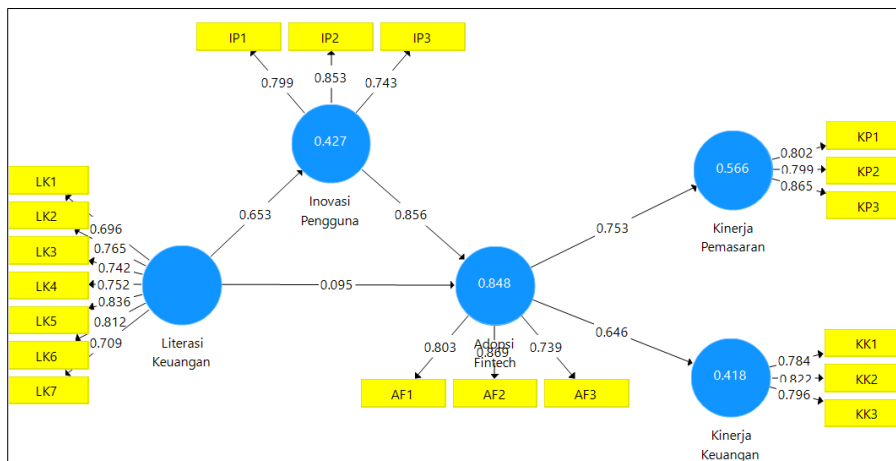 IP1
IP2
IP3
0.799
0.853
0.743
0.427
Inovasi
Pengguna
LK1
LK2
LK3
LK4
LK5
LK6
LK7
0.696
0.765
0.742
0.752
0.836
0.812
0.709
Literasi
Keuangan
0.653
0.856
0.095
0.848
Adopsi
Fintech
0.803
0.869
0.739
AF1
AF2
AF3
0.753
0.646
0.566
Kinerja
Pemasaran
0.802
0.799
0.865
KP1
KP2
KP3
0.418
Kinerja
Keuangan
0.784
0.822
0.796
KK1
KK2
KK3